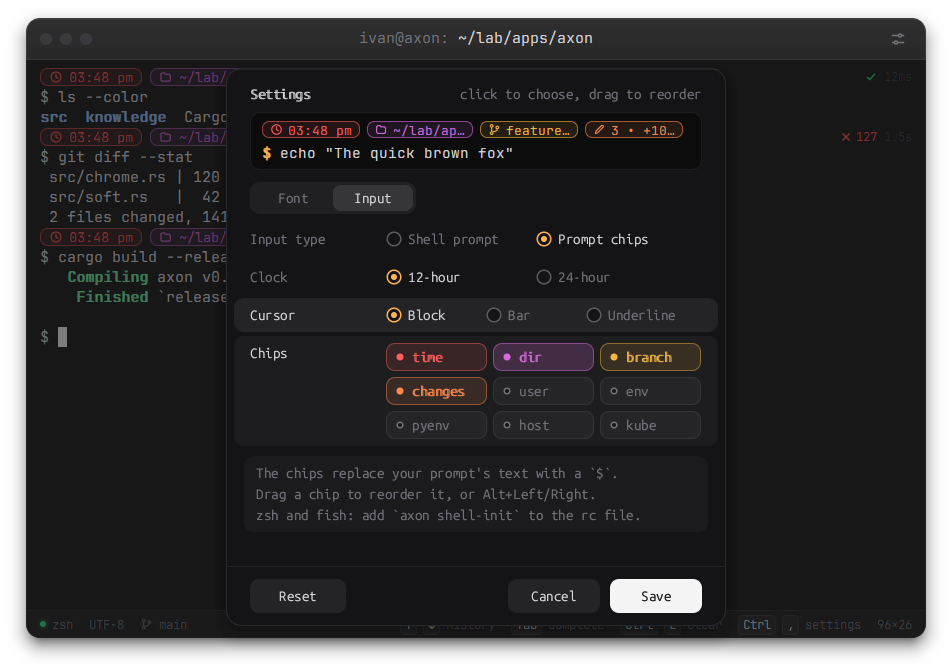 ivan@axon: ~/lab/apps/axon
03:48 pm ~/lab/ 12ms
$ ls --color
src knowledge Cargo
03:48 pm ~/lab/ 127 1.5s
$ git diff --stat
src/chrome.rs | 120
src/soft.rs | 42
2 files changed, 141
03:48 pm ~/lab/
$ cargo build --relea
Compiling axon v0.
Finished `release
$
Settings click to choose, drag to reorder
03:48 pm ~/lab/ap… feature… 3 • +10…
$ echo "The quick brown fox"
Font Input
Input type Shell prompt Prompt chips
Clock 12-hour 24-hour
Cursor Block Bar Underline
Chips time dir branch
changes user env
pyenv host kube
The chips replace your prompt's text with a `$`.
Drag a chip to reorder it, or Alt+Left/Right.
zsh and fish: add `axon shell-init` to the rc file.
Reset Cancel Save
zsh UTF-8 main History Tab complete Ctrl L clear Ctrl , settings 96×26